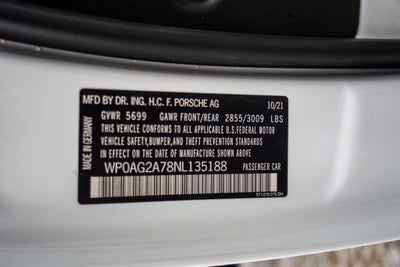 MFD BY DR. ING. H.C. F. PORSCHE AG 10/21
GVWR 5699 GAWR FRONT/REAR 2855/3009 LBS
THIS VEHICLE CONFORMS TO ALL APPLICABLE U.S.FEDERAL MOTOR
VEHICLE SAFETY,BUMPER,AND THEFT PREVENTION STANDARDS
IN EFFECT ON THE DATE OF MANUFACTURE SHOWN ABOVE
WP0AG2A78NL135188 PASSENGER CAR
MADE IN GERMANY